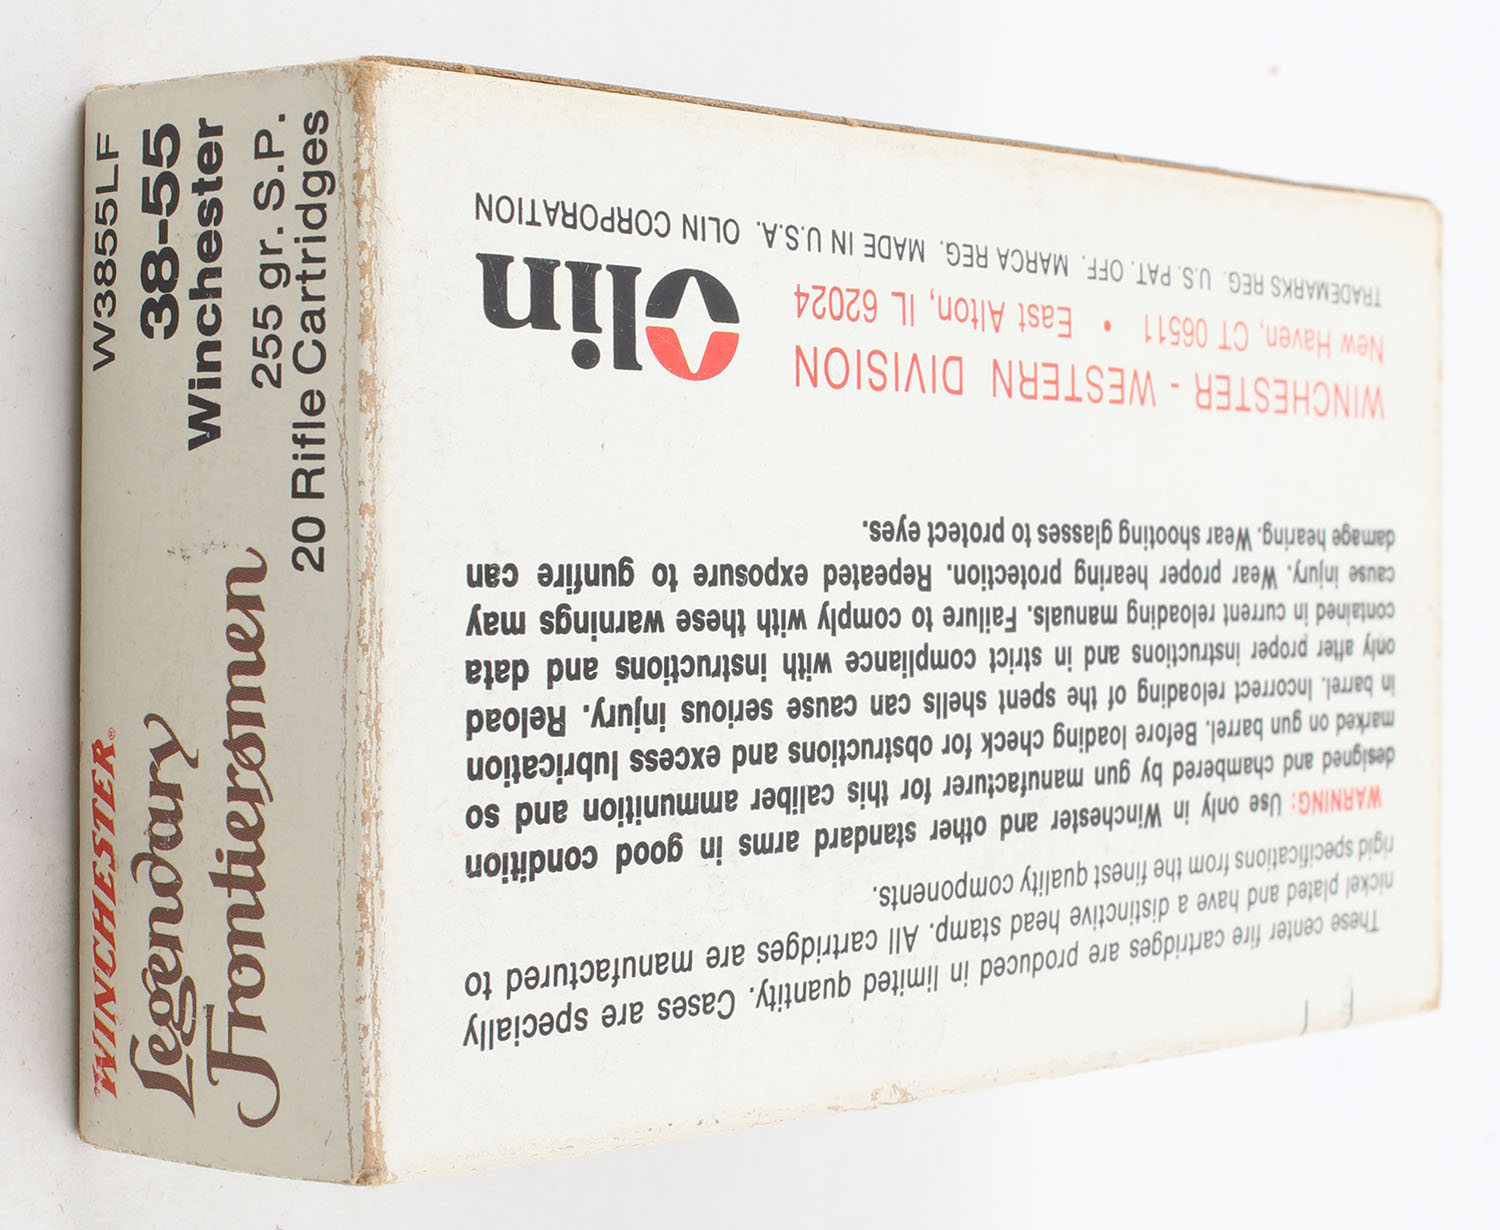 WINCHESTER®
Legendary
Frontiersmen
W3855LF
38-55
Winchester
255 gr. S.P.
20 Rifle Cartridges
These center fire cartridges are produced in limited quantity. Cases are specially
nickel plated and have a distinctive head stamp. All cartridges are manufactured to
rigid specifications from the finest quality components.
WARNING: Use only in Winchester and other standard arms in good condition
designed and chambered by gun manufacturer for this caliber ammunition and so
marked on gun barrel. Before loading check for obstructions and excess lubrication
in barrel. Incorrect reloading of the spent shells can cause serious injury. Reload
only after proper instructions and in strict compliance with instructions and data
contained in current reloading manuals. Failure to comply with these warnings may
cause injury. Wear proper hearing protection. Repeated exposure to gunfire can
damage hearing. Wear shooting glasses to protect eyes.
WINCHESTER - WESTERN DIVISION
New Haven, CT 06511 • East Alton, IL 62024
Olin
TRADEMARKS REG. U.S. PAT. OFF. MARCA REG. MADE IN U.S.A. OLIN CORPORATION